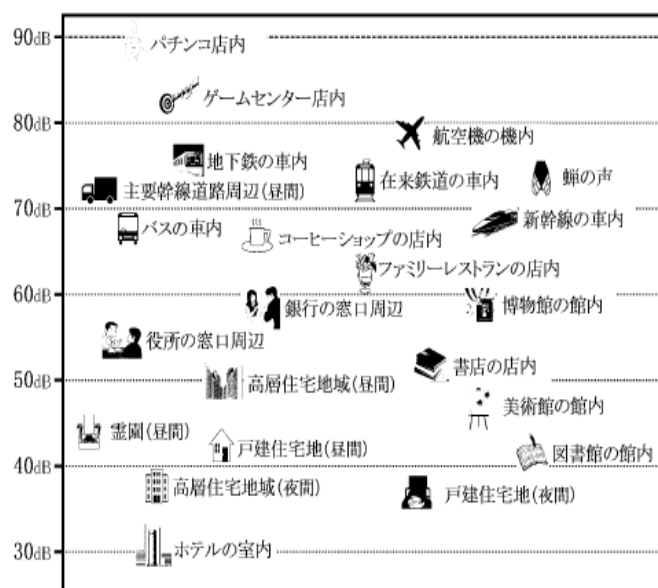 90dB
パチンコ店内
ゲームセンター店内
80dB
航空機の機内
地下鉄の車内
在来鉄道の車内
蝉の声
主要幹線道路周辺(昼間)
70dB
バスの車内
コーヒーショップの店内
新幹線の車内
ファミリーレストランの店内
60dB
銀行の窓口周辺
博物館の館内
役所の窓口周辺
書店の店内
50dB
高層住宅地域(昼間)
美術館の館内
霊園(昼間)
戸建住宅地(昼間)
図書館の館内
40dB
高層住宅地域(夜間)
戸建住宅地(夜間)
30dB
ホテルの室内